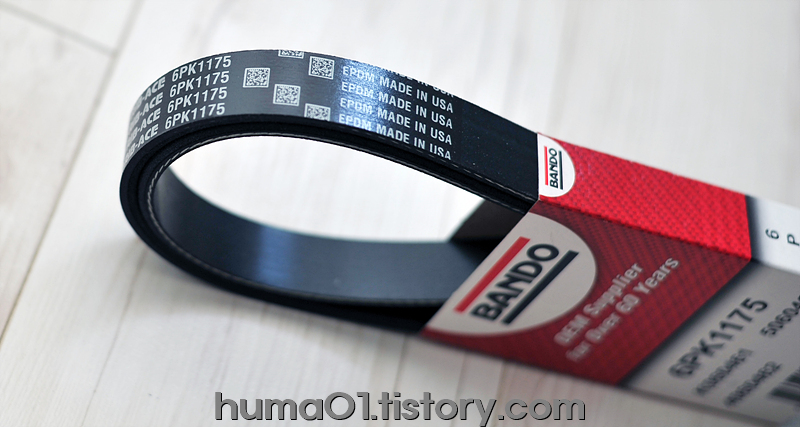 -ACE 6PK1175
-ACE 6PK1175
-ACE 6PK1175
-ACE 6PK1175
EPDM MADE IN USA
EPDM MADE IN USA
EPDM MADE IN USA
EPDM MADE IN USA
BANDO
BANDO
OEM Supplier
for Over 60 Years
6
P
6PK1175
huma01.tistory.com